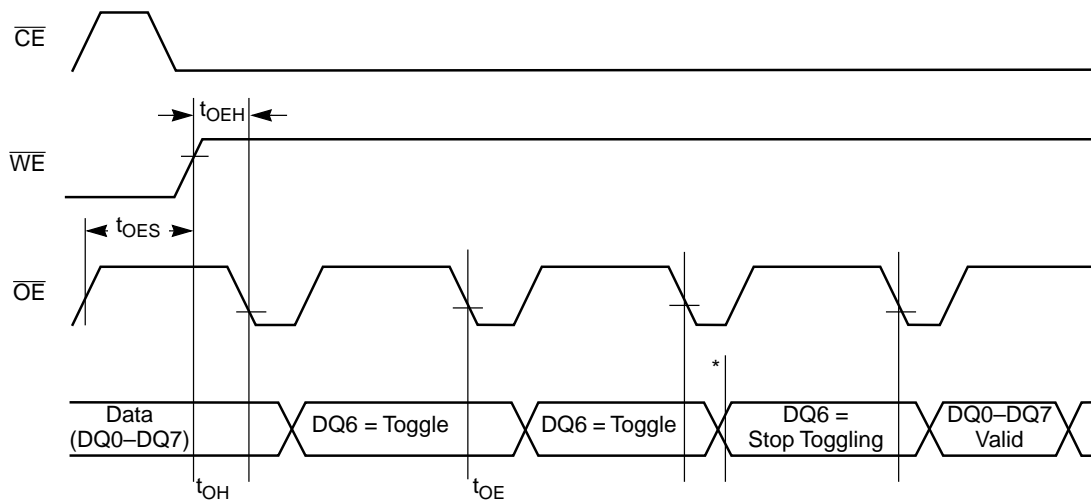 CE
tOEH
WE
tOES
OE
*
Data
(DQ0–DQ7)
DQ6 = Toggle
DQ6 = Toggle
DQ6 =
Stop Toggling
DQ0–DQ7
Valid
tOH
tOE